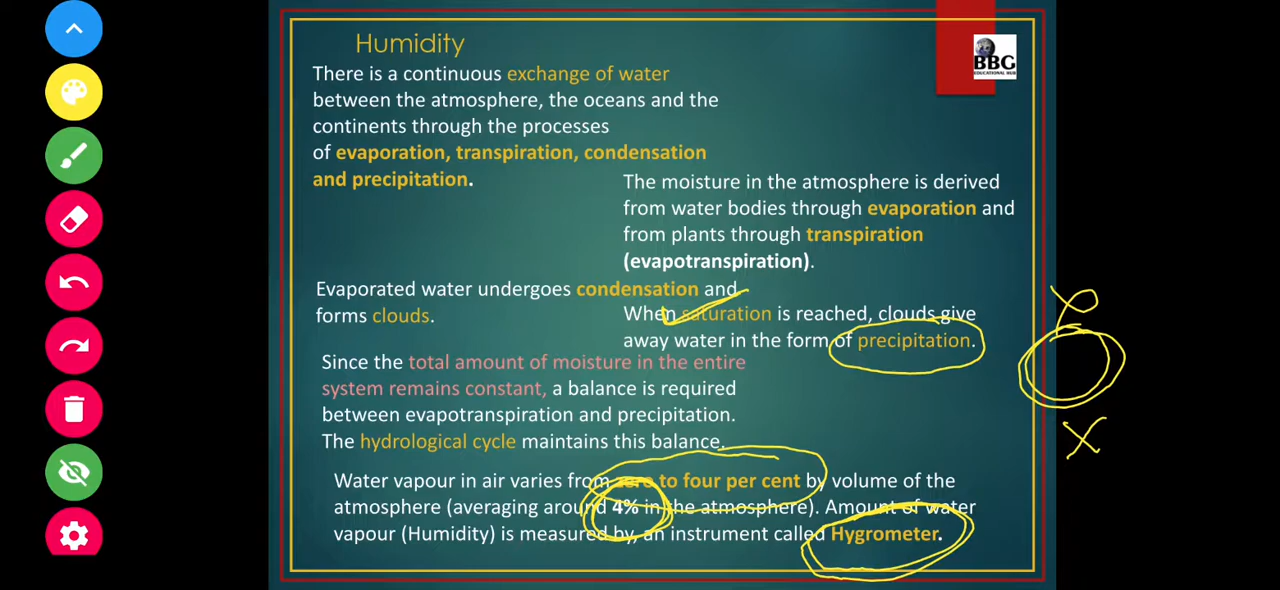 Humidity
BBG
EDUCATIONAL HUB
There is a continuous exchange of water
between the atmosphere, the oceans and the
continents through the processes
of evaporation, transpiration, condensation
and precipitation.
The moisture in the atmosphere is derived
from water bodies through evaporation and
from plants through transpiration
(evapotranspiration).
Evaporated water undergoes condensation and
forms clouds.
When saturation is reached, clouds give
away water in the form of precipitation.
Since the total amount of moisture in the entire
system remains constant, a balance is required
between evapotranspiration and precipitation.
The hydrological cycle maintains this balance.
Water vapour in air varies from zero to four per cent by volume of the
atmosphere (averaging around 4% in the atmosphere). Amount of water
vapour (Humidity) is measured by, an instrument called Hygrometer.